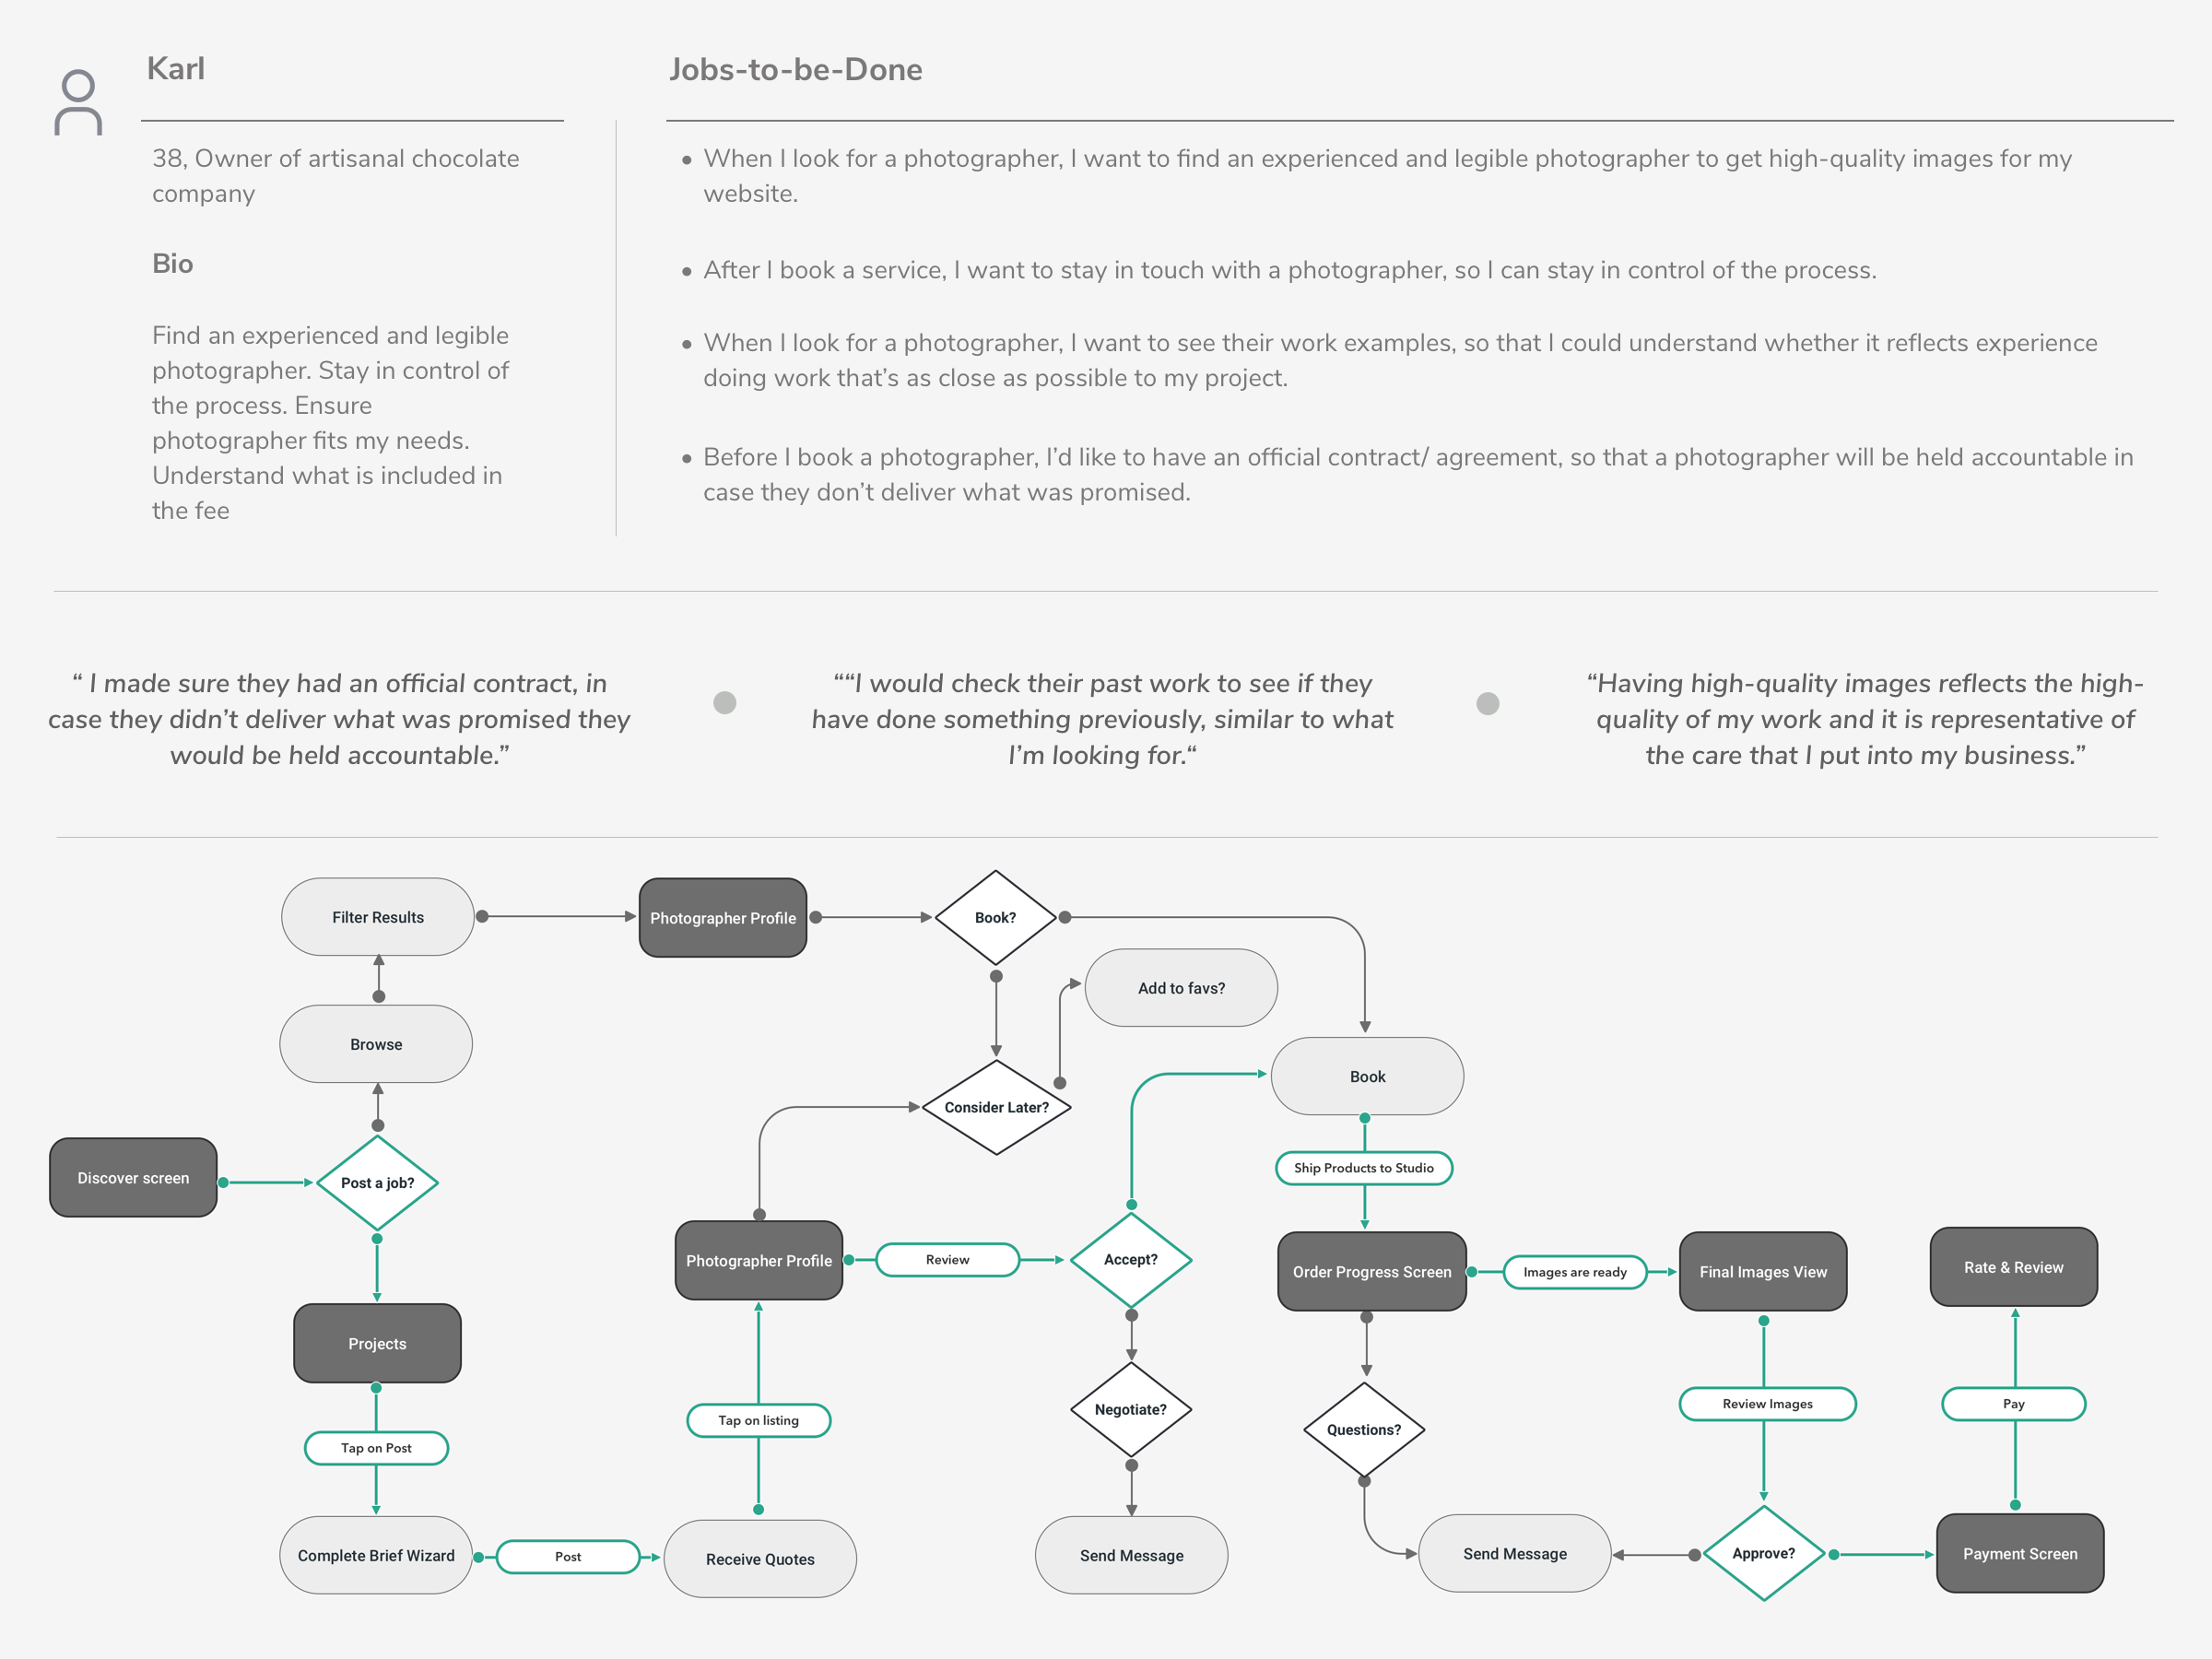 Karl
38, Owner of artisanal chocolate
company
Bio
Find an experienced and legible
photographer. Stay in control of
the process. Ensure
photographer fits my needs.
Understand what is included in
the fee
Jobs-to-be-Done
• When I look for a photographer, I want to find an experienced and legible photographer to get high-quality images for my
website.
• After I book a service, I want to stay in touch with a photographer, so I can stay in control of the process.
• When I look for a photographer, I want to see their work examples, so that I could understand whether it reflects experience
doing work that’s as close as possible to my project.
• Before I book a photographer, I’d like to have an official contract/ agreement, so that a photographer will be held accountable in
case they don’t deliver what was promised.
“ I made sure they had an official contract, in
case they didn’t deliver what was promised they
would be held accountable.”
““I would check their past work to see if they
have done something previously, similar to what
I’m looking for.“
“Having high-quality images reflects the high-
quality of my work and it is representative of
the care that I put into my business.”
Filter Results
Photographer Profile
Book?
Add to favs?
Browse
Book
Consider Later?
Discover screen
Post a job?
Ship Products to Studio
Photographer Profile
Review
Accept?
Order Progress Screen
Images are ready
Final Images View
Rate & Review
Projects
Tap on listing
Negotiate?
Questions?
Review Images
Pay
Tap on Post
Complete Brief Wizard
Post
Receive Quotes
Send Message
Send Message
Approve?
Payment Screen